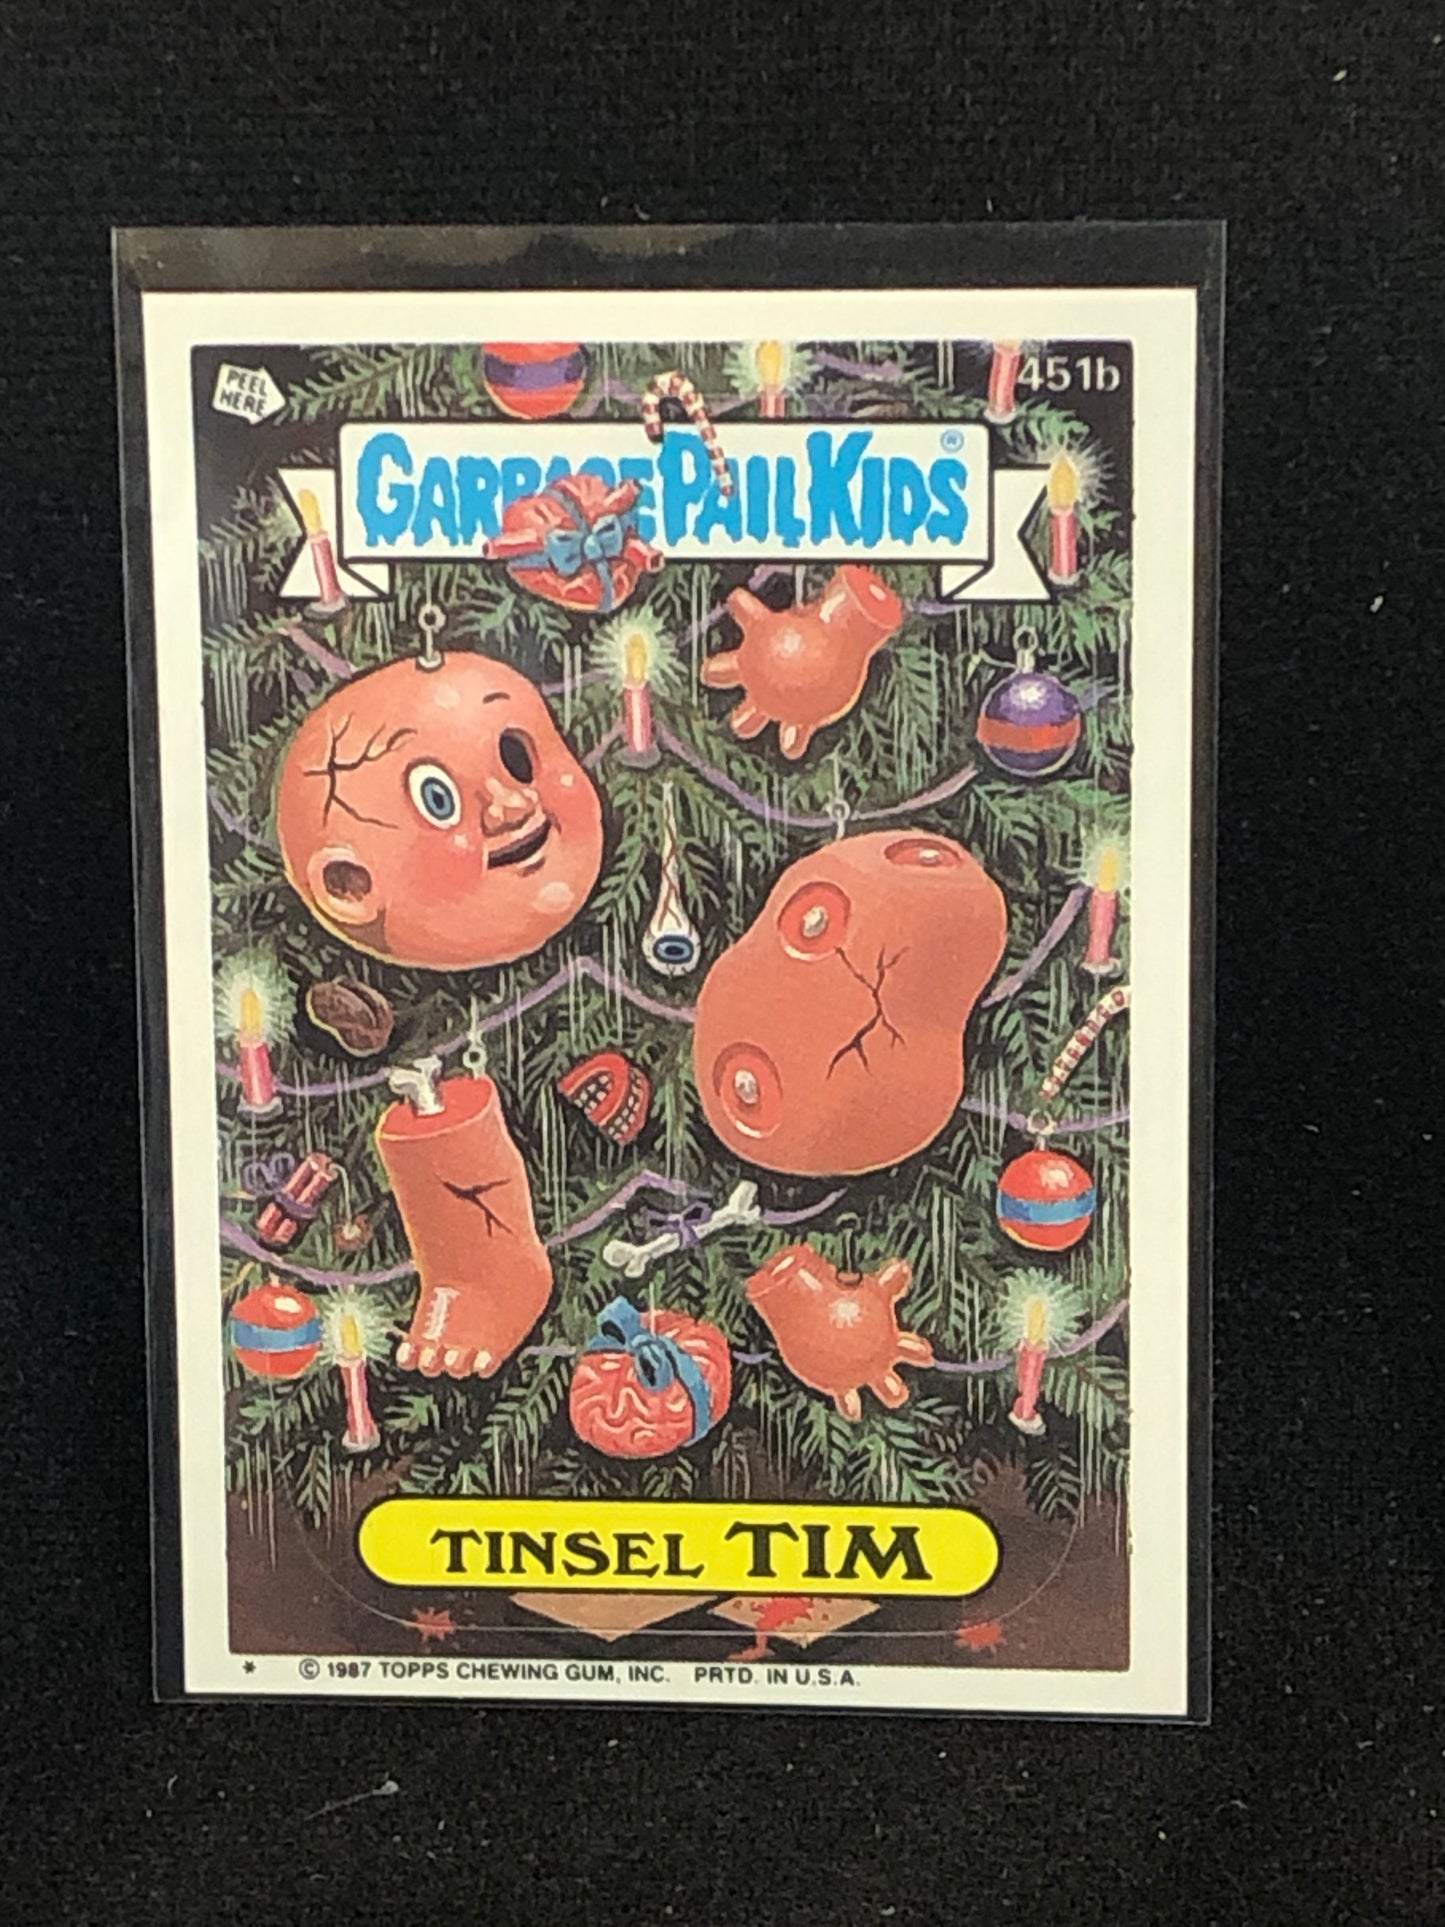 PEEL
HERE
451b
GARBAGE PAIL KIDS®
TINSEL TIM
* © 1987 TOPPS CHEWING GUM, INC. PRTD. IN U.S.A.